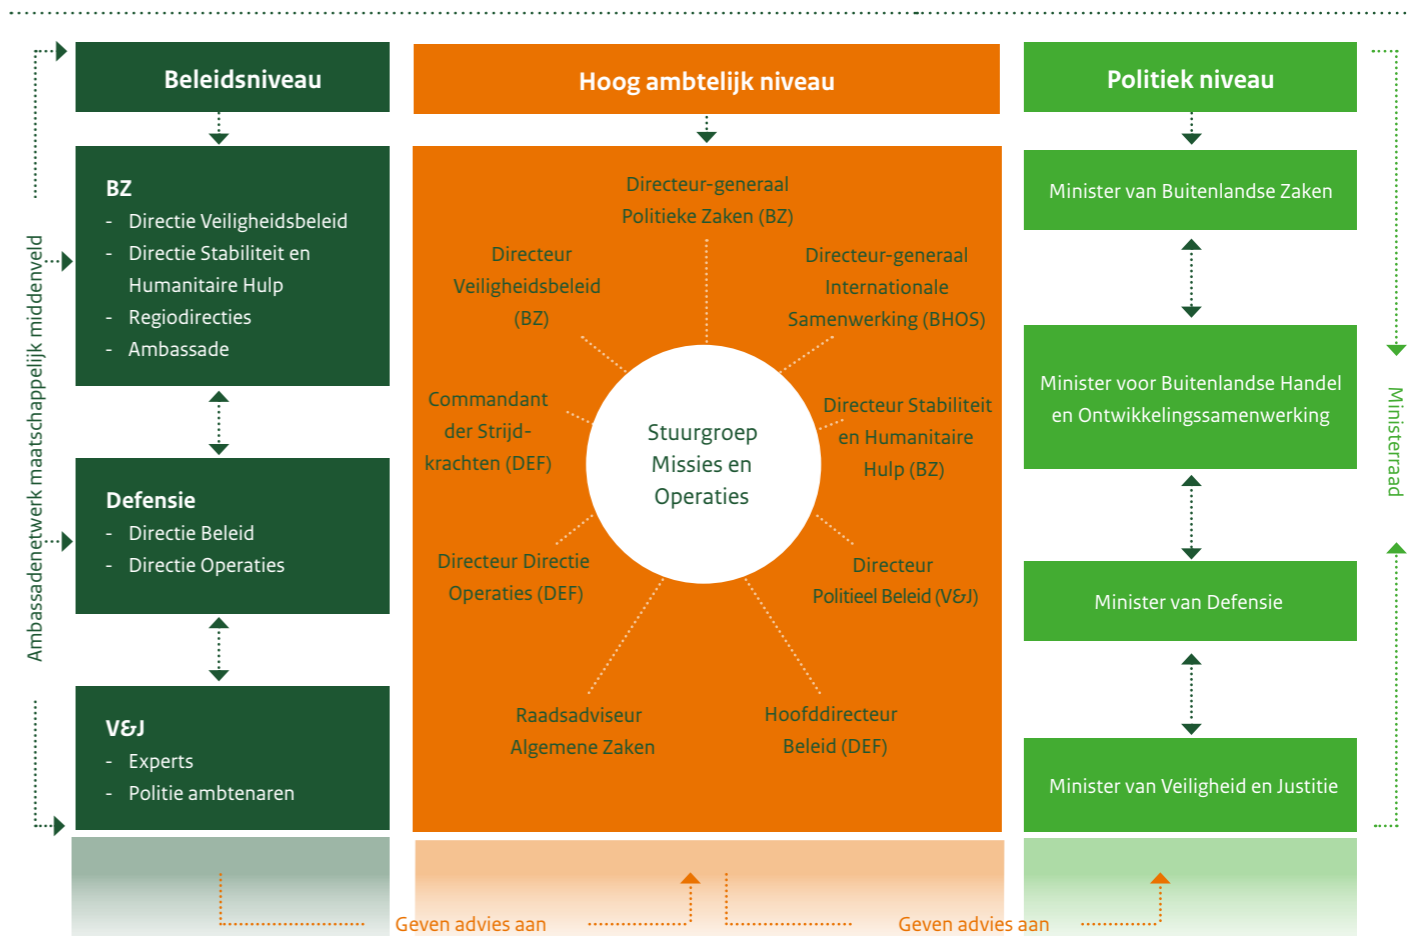 Beleidsniveau
Hoog ambtelijk niveau
Politiek niveau
Ambassadenetwerk maatschappelijk middenveld
BZ
- Directie Veiligheidsbeleid
- Directie Stabiliteit en
Humanitaire Hulp
- Regiodirecties
- Ambassade
Defensie
- Directie Beleid
- Directie Operaties
V&J
- Experts
- Politie ambtenaren
Directeur-generaal
Politieke Zaken (BZ)
Directeur
Veiligheidsbeleid
(BZ)
Directeur-generaal
Internationale
Samenwerking (BHOS)
Commandant
der Strijd-
krachten (DEF)
Stuurgroep
Missies en
Operaties
Directeur Stabiliteit
en Humanitaire
Hulp (BZ)
Directeur Directie
Operaties (DEF)
Directeur
Politieel Beleid (V&J)
Raadsadviseur
Algemene Zaken
Hoofddirecteur
Beleid (DEF)
Minister van Buitenlandse Zaken
Minister voor Buitenlandse Handel
en Ontwikkelingssamenwerking
Minister van Defensie
Minister van Veiligheid en Justitie
Ministerraad
Geven advies aan
Geven advies aan